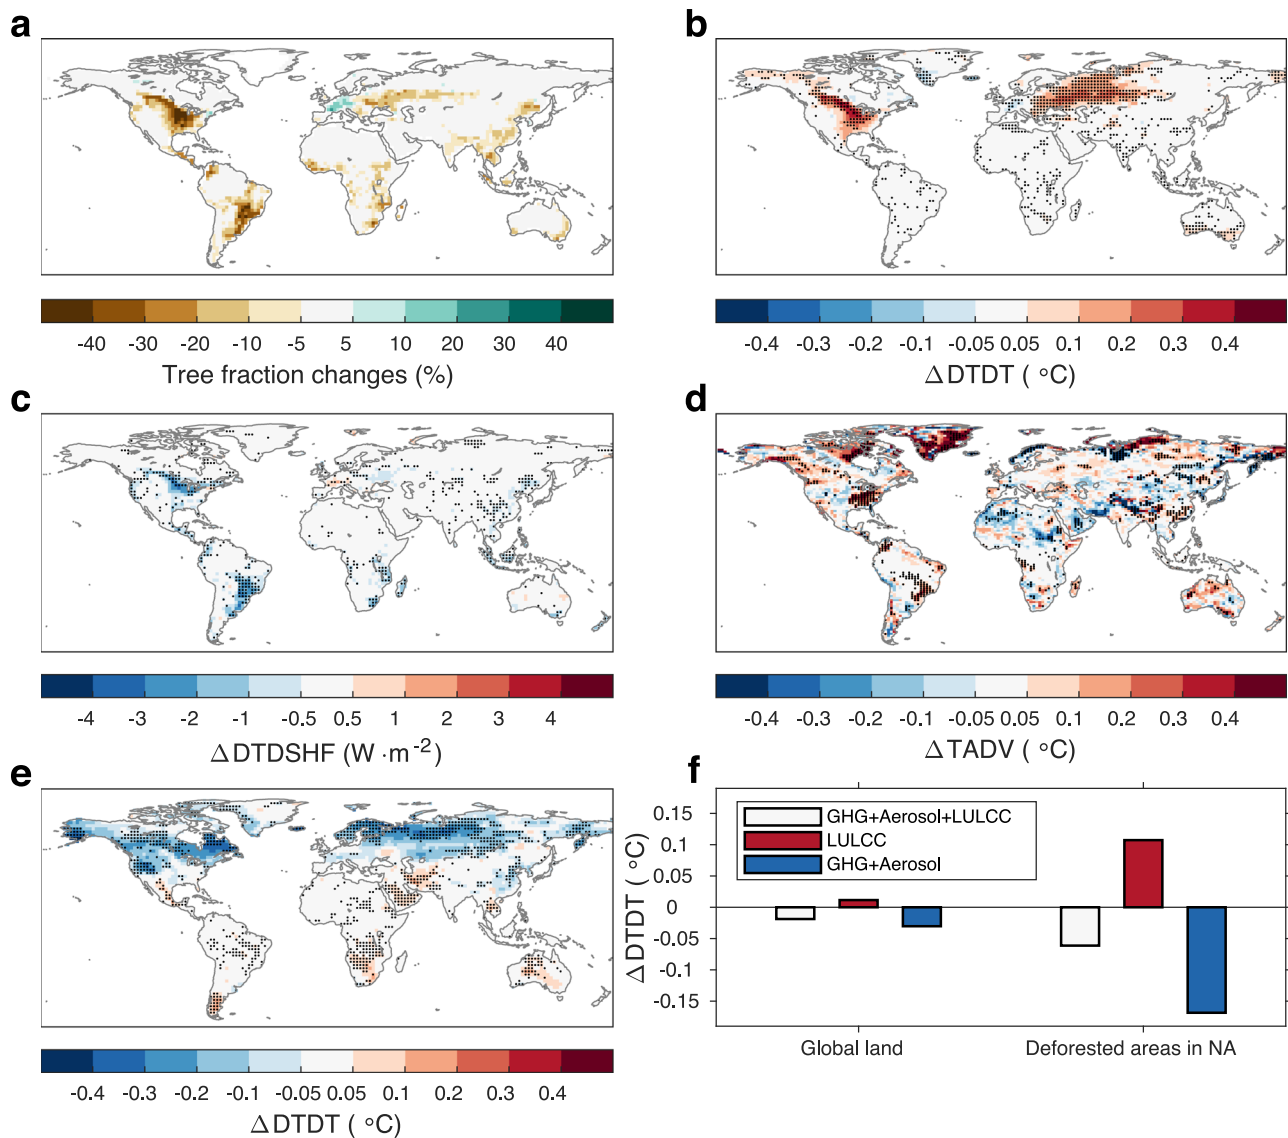 a
-40 -30 -20 -10 -5 5 10 20 30 40
Tree fraction changes (%)
b
-0.4 -0.3 -0.2 -0.1 -0.05 0.05 0.1 0.2 0.3 0.4
ΔDTDT ( °C)
c
-4 -3 -2 -1 -0.5 0.5 1 2 3 4
ΔDTDSHF (W ·m-2)
d
-0.4 -0.3 -0.2 -0.1 -0.05 0.05 0.1 0.2 0.3 0.4
ΔTADV ( °C)
e
-0.4 -0.3 -0.2 -0.1 -0.05 0.05 0.1 0.2 0.3 0.4
ΔDTDT ( °C)
f
ΔDTDT ( °C)
0.15
0.1
0.05
0
-0.05
-0.1
-0.15
GHG+Aerosol+LULCC
LULCC
GHG+Aerosol
Global land Deforested areas in NA